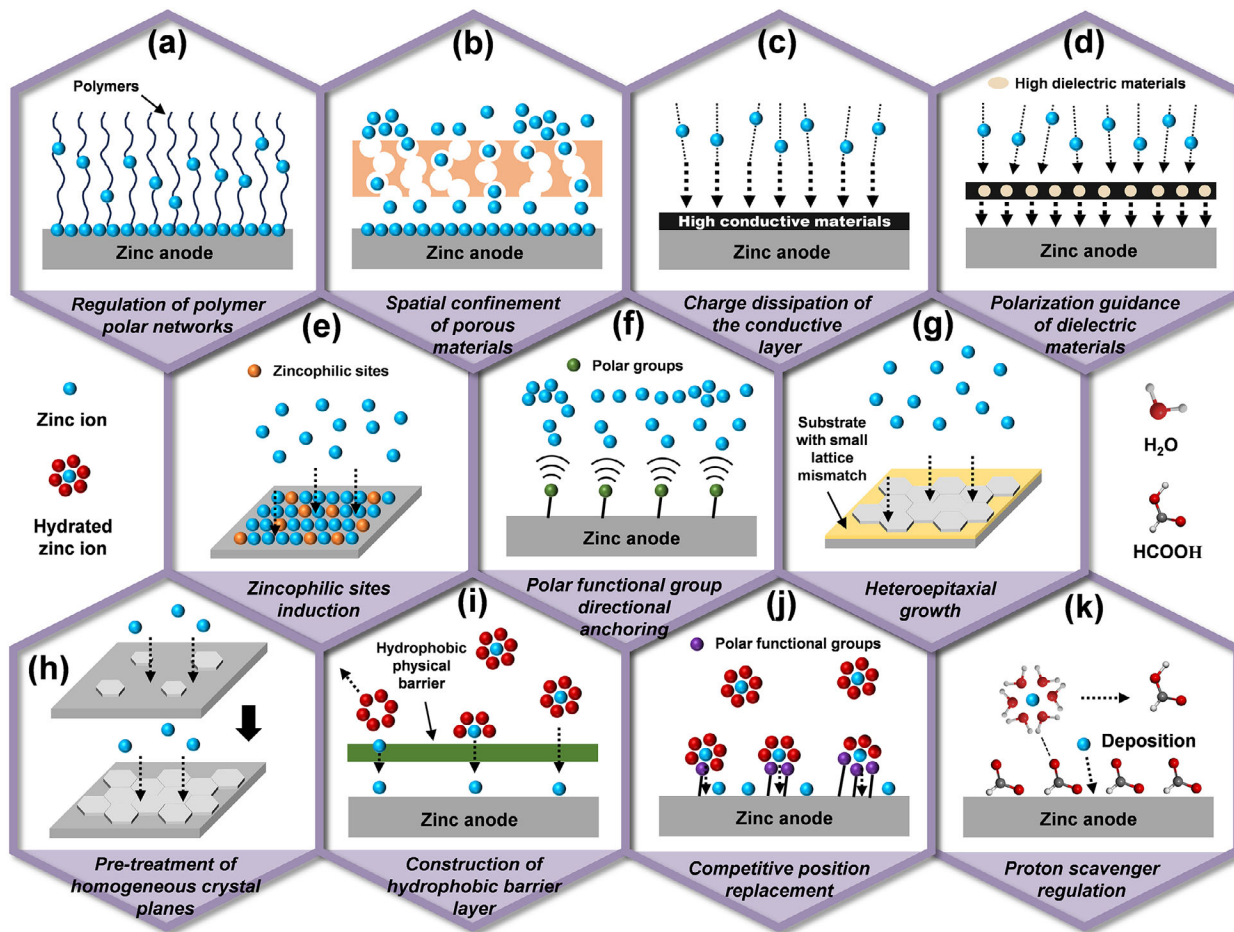 (a)
Polymers
Zinc anode
Regulation of polymer
polar networks
(b)
Zinc anode
Spatial confinement
of porous
materials
(c)
High conductive materials
Zinc anode
Charge dissipation of
the conductive
layer
(d)
High dielectric materials
Zinc anode
Polarization guidance
of dielectric
materials
Zinc ion
Hydrated
zinc ion
(e)
Zincophilic sites
Zincophilic sites
induction
(f)
Polar groups
Zinc anode
Polar functional group
directional
anchoring
(g)
Substrate
with small
lattice
mismatch
Heteroepitaxial
growth
H₂O
HCOOH
(h)
Pre-treatment of
homogeneous crystal
planes
(i)
Hydrophobic
physical
barrier
Zinc anode
Construction of
hydrophobic barrier
layer
(j)
Polar functional groups
Zinc anode
Competitive position
replacement
(k)
Deposition
Zinc anode
Proton scavenger
regulation